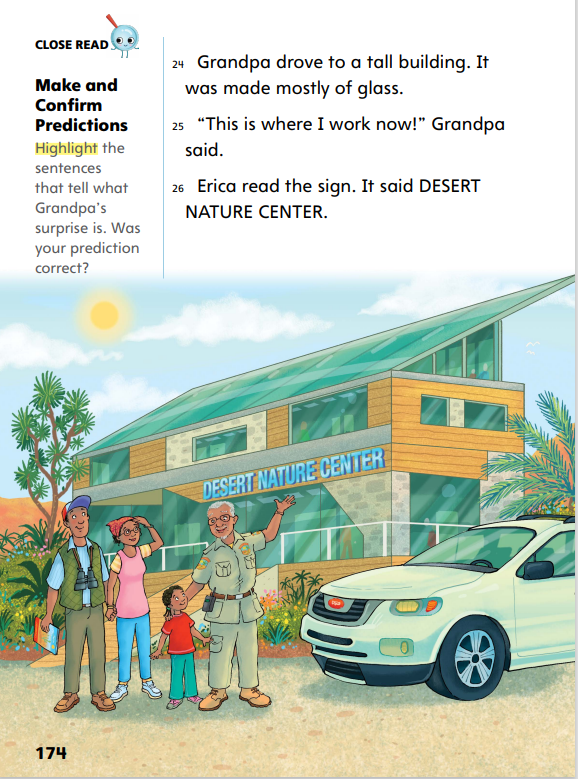 CLOSE READ
Make and
Confirm
Predictions
Highlight the
sentences
that tell what
Grandpa's
surprise is. Was
your prediction
correct?
24 Grandpa drove to a tall building. It
was made mostly of glass.
25 “This is where I work now!” Grandpa
said.
26 Erica read the sign. It said DESERT
NATURE CENTER.
DESERT NATURE CENTER
174